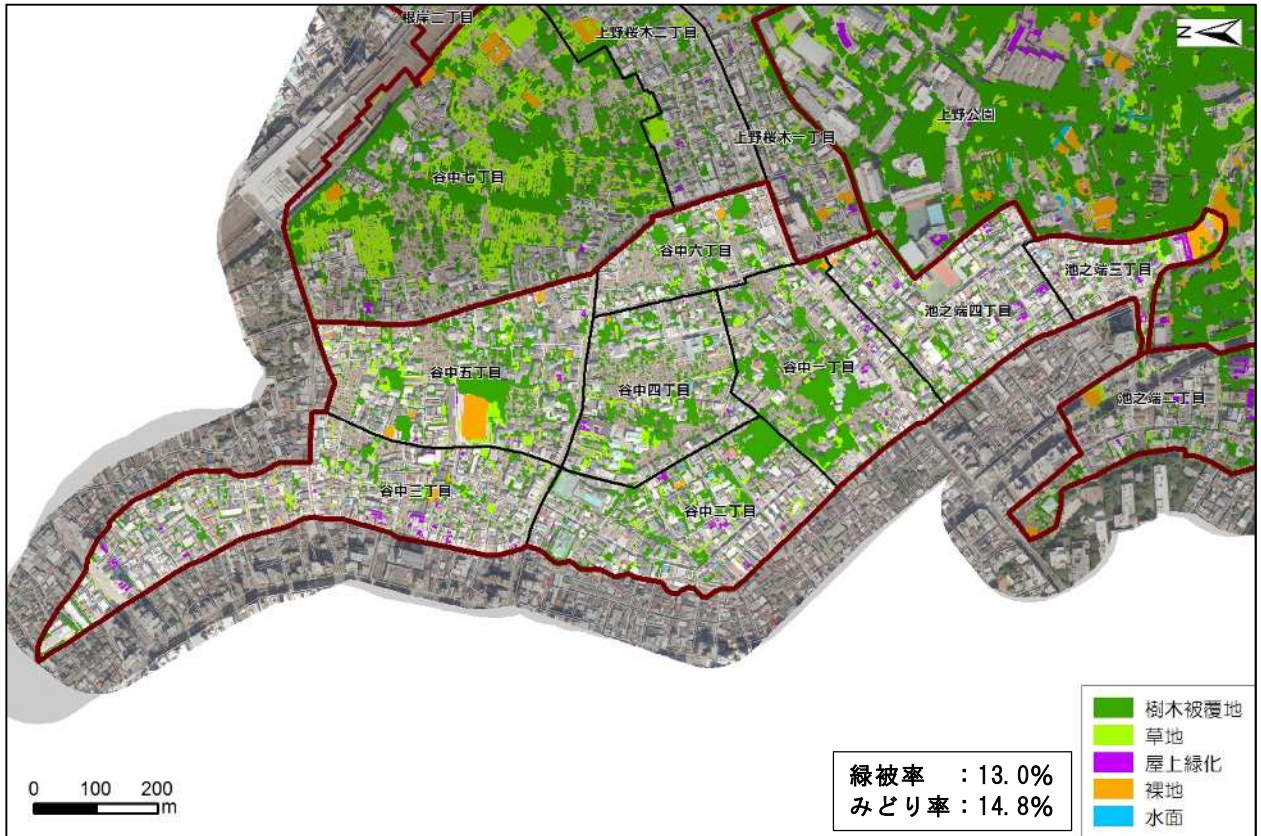 根岸二丁目
上野桜木二丁目
N
上野公園
上野桜木一丁目
谷中七丁目
谷中六丁目
池之端三丁目
池之端四丁目
谷中五丁目
谷中四丁目
谷中一丁目
池之端二丁目
谷中三丁目
谷中二丁目
樹木被覆地
草地
屋上緑化
裸地
水面
緑被率 ：13.0%
みどり率：14.8%
0 100 200
m